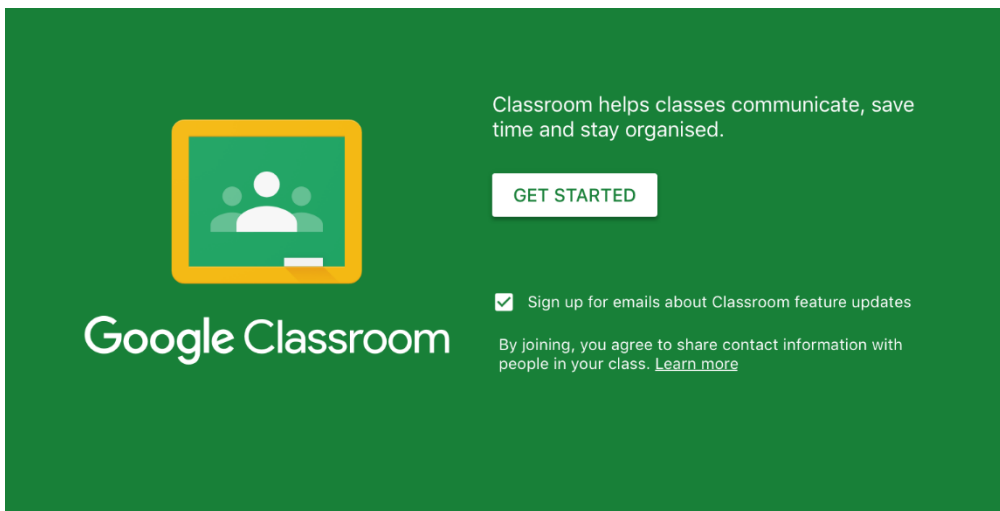 Classroom helps classes communicate, save
time and stay organised.
GET STARTED
Sign up for emails about Classroom feature updates
Google Classroom
By joining, you agree to share contact information with
people in your class. Learn more